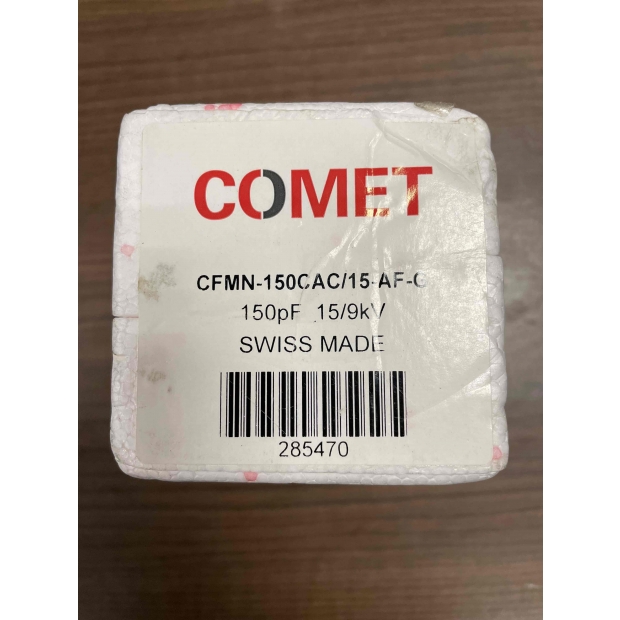 COMET
CFMN-150CAC/15-AF-G
150pF 15/9kV
SWISS MADE
285470